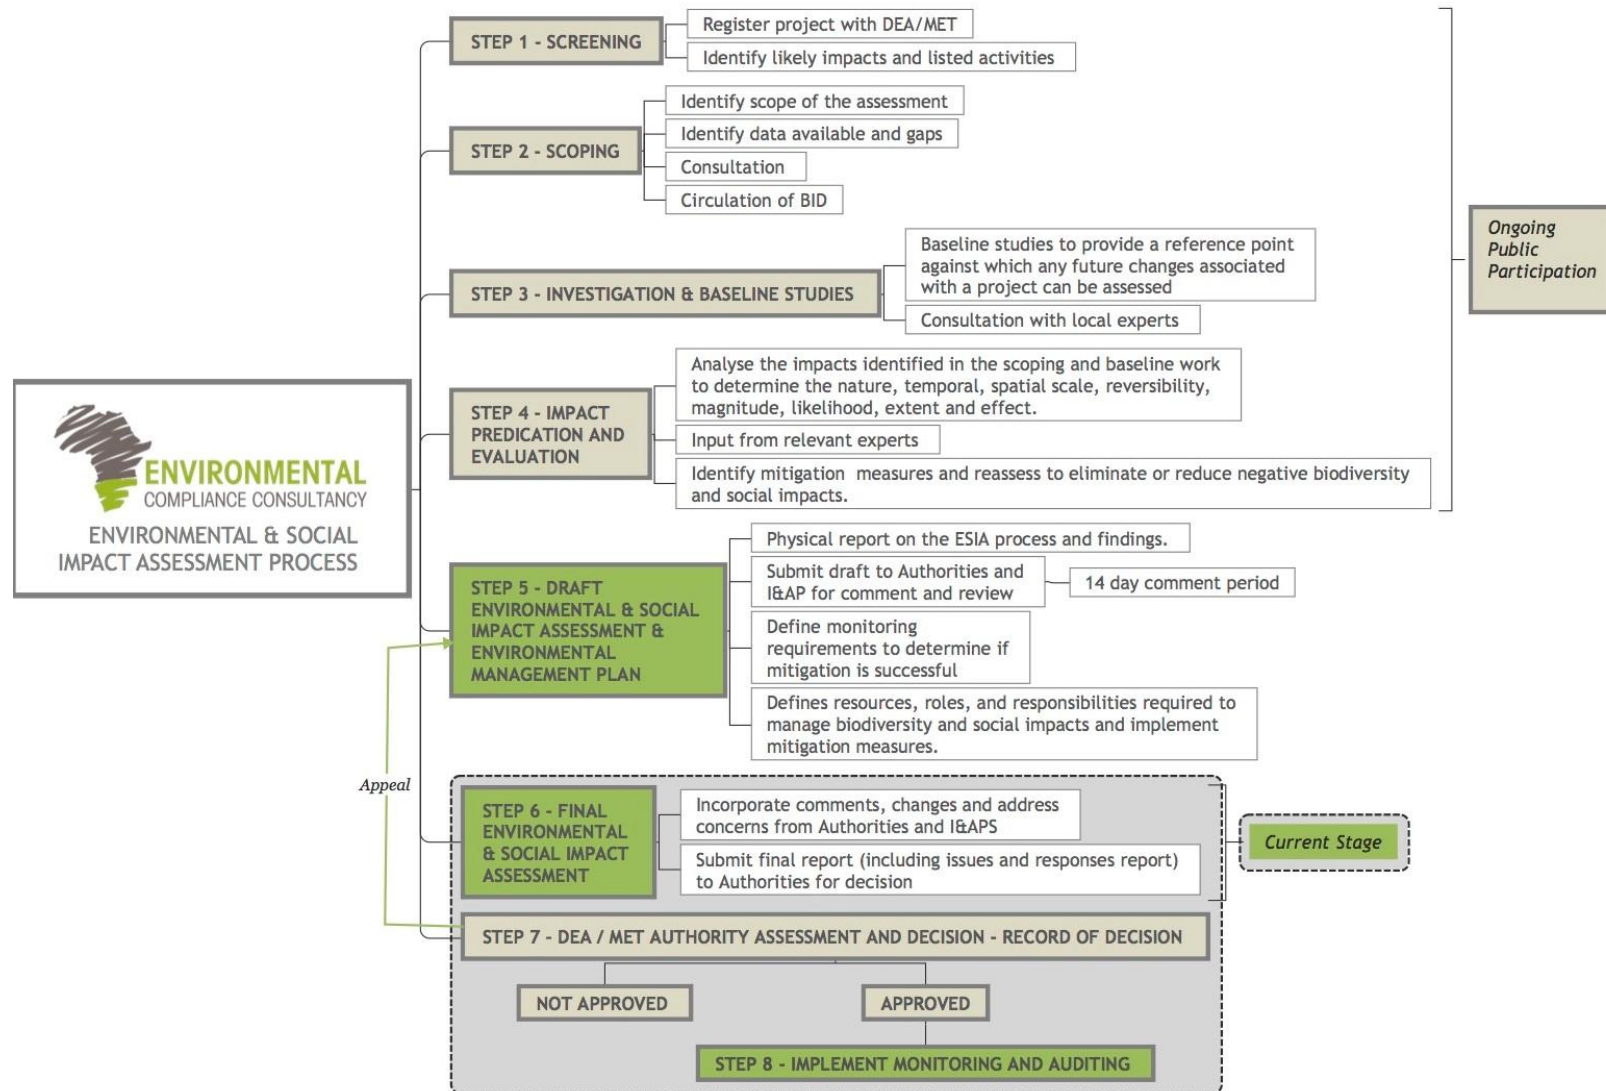 STEP 1 - SCREENING
Register project with DEA/MET
Identify likely impacts and listed activities
STEP 2 - SCOPING
Identify scope of the assessment
Identify data available and gaps
Consultation
Circulation of BID
Ongoing
Public
Participation
STEP 3 - INVESTIGATION & BASELINE STUDIES
Baseline studies to provide a reference point
against which any future changes associated
with a project can be assessed
Consultation with local experts
ENVIRONMENTAL
COMPLIANCE CONSULTANCY
ENVIRONMENTAL & SOCIAL
IMPACT ASSESSMENT PROCESS
STEP 4 - IMPACT
PREDICATION AND
EVALUATION
Analyse the impacts identified in the scoping and baseline work
to determine the nature, temporal, spatial scale, reversibility,
magnitude, likelihood, extent and effect.
Input from relevant experts
Identify mitigation measures and reassess to eliminate or reduce negative biodiversity
and social impacts.
STEP 5 - DRAFT
ENVIRONMENTAL & SOCIAL
IMPACT ASSESSMENT &
ENVIRONMENTAL
MANAGEMENT PLAN
Physical report on the ESIA process and findings.
Submit draft to Authorities and
I&AP for comment and review
14 day comment period
Define monitoring
requirements to determine if
mitigation is successful
Defines resources, roles, and responsibilities required to
manage biodiversity and social impacts and implement
mitigation measures.
Appeal
STEP 6 - FINAL
ENVIRONMENTAL
& SOCIAL IMPACT
ASSESSMENT
Incorporate comments, changes and address
concerns from Authorities and I&APS
Submit final report (including issues and responses report)
to Authorities for decision
Current Stage
STEP 7 - DEA / MET AUTHORITY ASSESSMENT AND DECISION - RECORD OF DECISION
NOT APPROVED
APPROVED
STEP 8 - IMPLEMENT MONITORING AND AUDITING